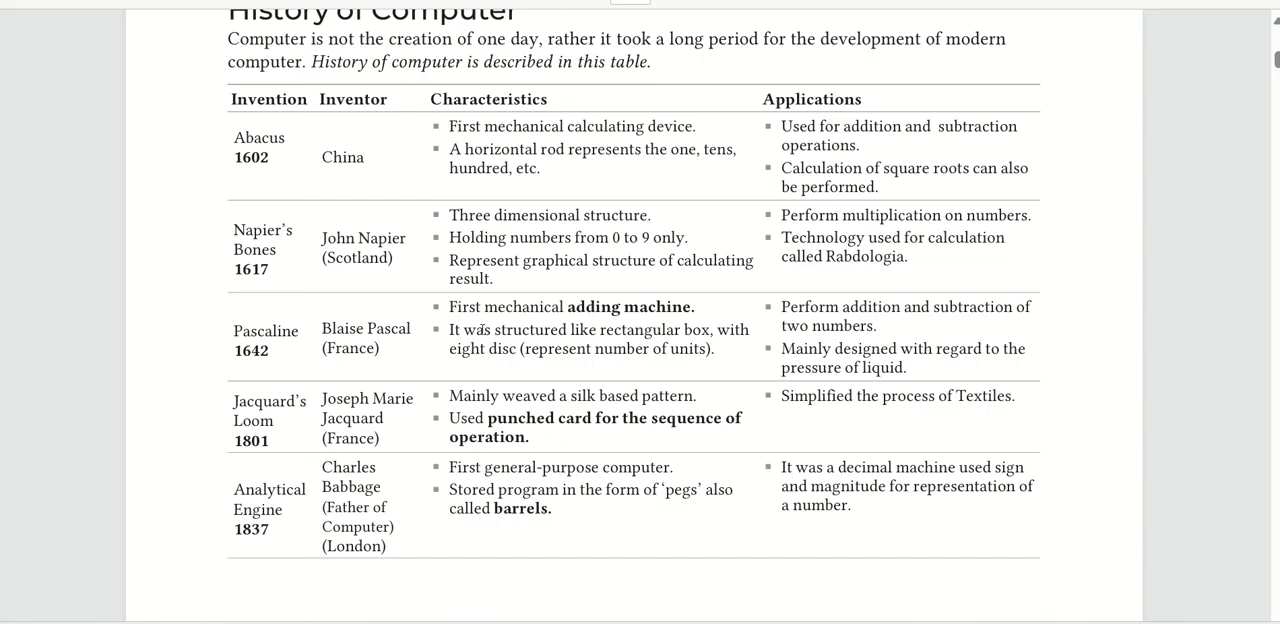 History of Computer
Computer is not the creation of one day, rather it took a long period for the development of modern
computer. History of computer is described in this table.
Invention Inventor Characteristics Applications
Abacus
1602
China
▪ First mechanical calculating device.
▪ A horizontal rod represents the one, tens,
hundred, etc.
▪ Used for addition and subtraction
operations.
▪ Calculation of square roots can also
be performed.
Napier's
Bones
1617
John Napier
(Scotland)
▪ Three dimensional structure.
▪ Holding numbers from 0 to 9 only.
▪ Represent graphical structure of calculating
result.
▪ Perform multiplication on numbers.
▪ Technology used for calculation
called Rabdologia.
Pascaline
1642
Blaise Pascal
(France)
▪ First mechanical adding machine.
▪ It was structured like rectangular box, with
eight disc (represent number of units).
▪ Perform addition and subtraction of
two numbers.
▪ Mainly designed with regard to the
pressure of liquid.
Jacquard's
Loom
1801
Joseph Marie
Jacquard
(France)
▪ Mainly weaved a silk based pattern.
▪ Used punched card for the sequence of
operation.
▪ Simplified the process of Textiles.
Analytical
Engine
1837
Charles
Babbage
(Father of
Computer)
(London)
▪ First general-purpose computer.
▪ Stored program in the form of 'pegs' also
called barrels.
▪ It was a decimal machine used sign
and magnitude for representation of
a number.